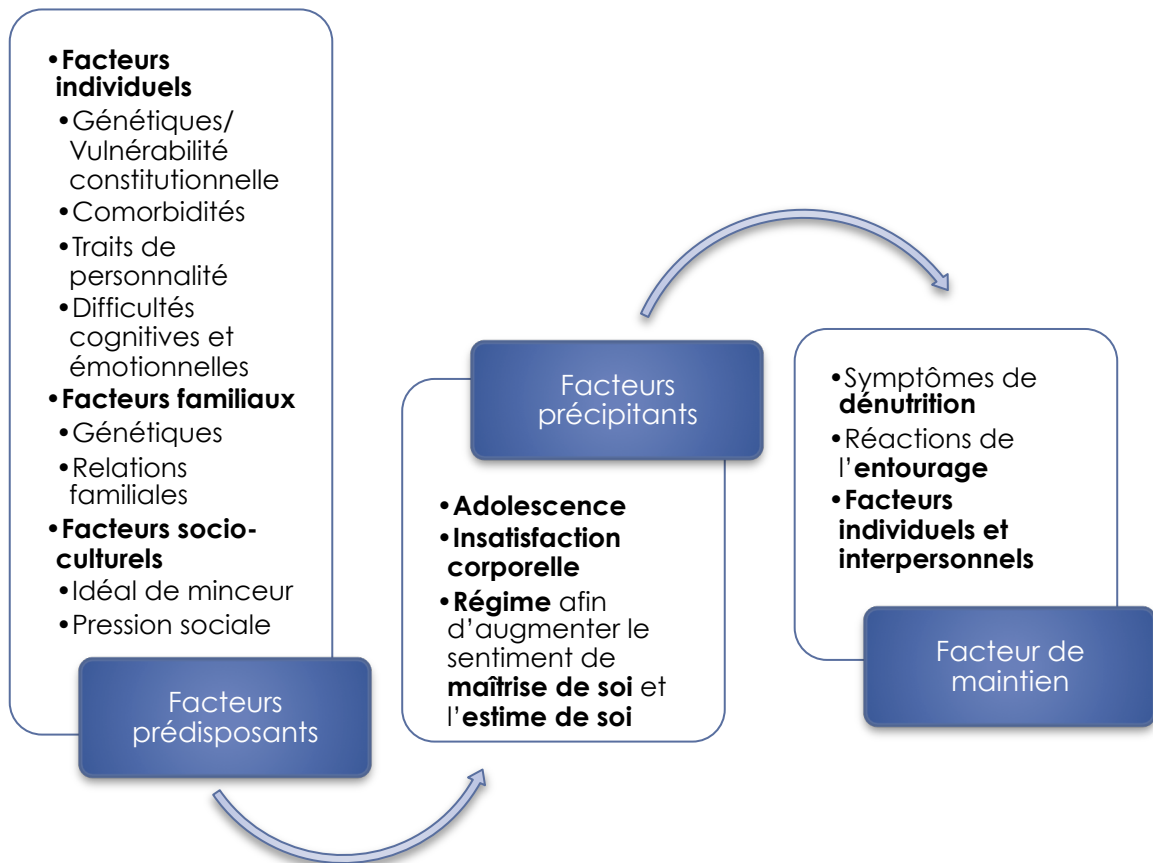 •Facteurs
individuels
•Génétiques/
Vulnérabilité
constitutionnelle
•Comorbidités
•Traits de
personnalité
•Difficultés
cognitives et
émotionnelles
•Facteurs familiaux
•Génétiques
•Relations
familiales
•Facteurs socio-
culturels
•Idéal de minceur
•Pression sociale
Facteurs
prédisposants
Facteurs
précipitants
•Adolescence
•Insatisfaction
corporelle
•Régime afin
d’augmenter le
sentiment de
maîtrise de soi et
l’estime de soi
•Symptômes de
dénutrition
•Réactions de
l’entourage
•Facteurs
individuels et
interpersonnels
Facteur de
maintien